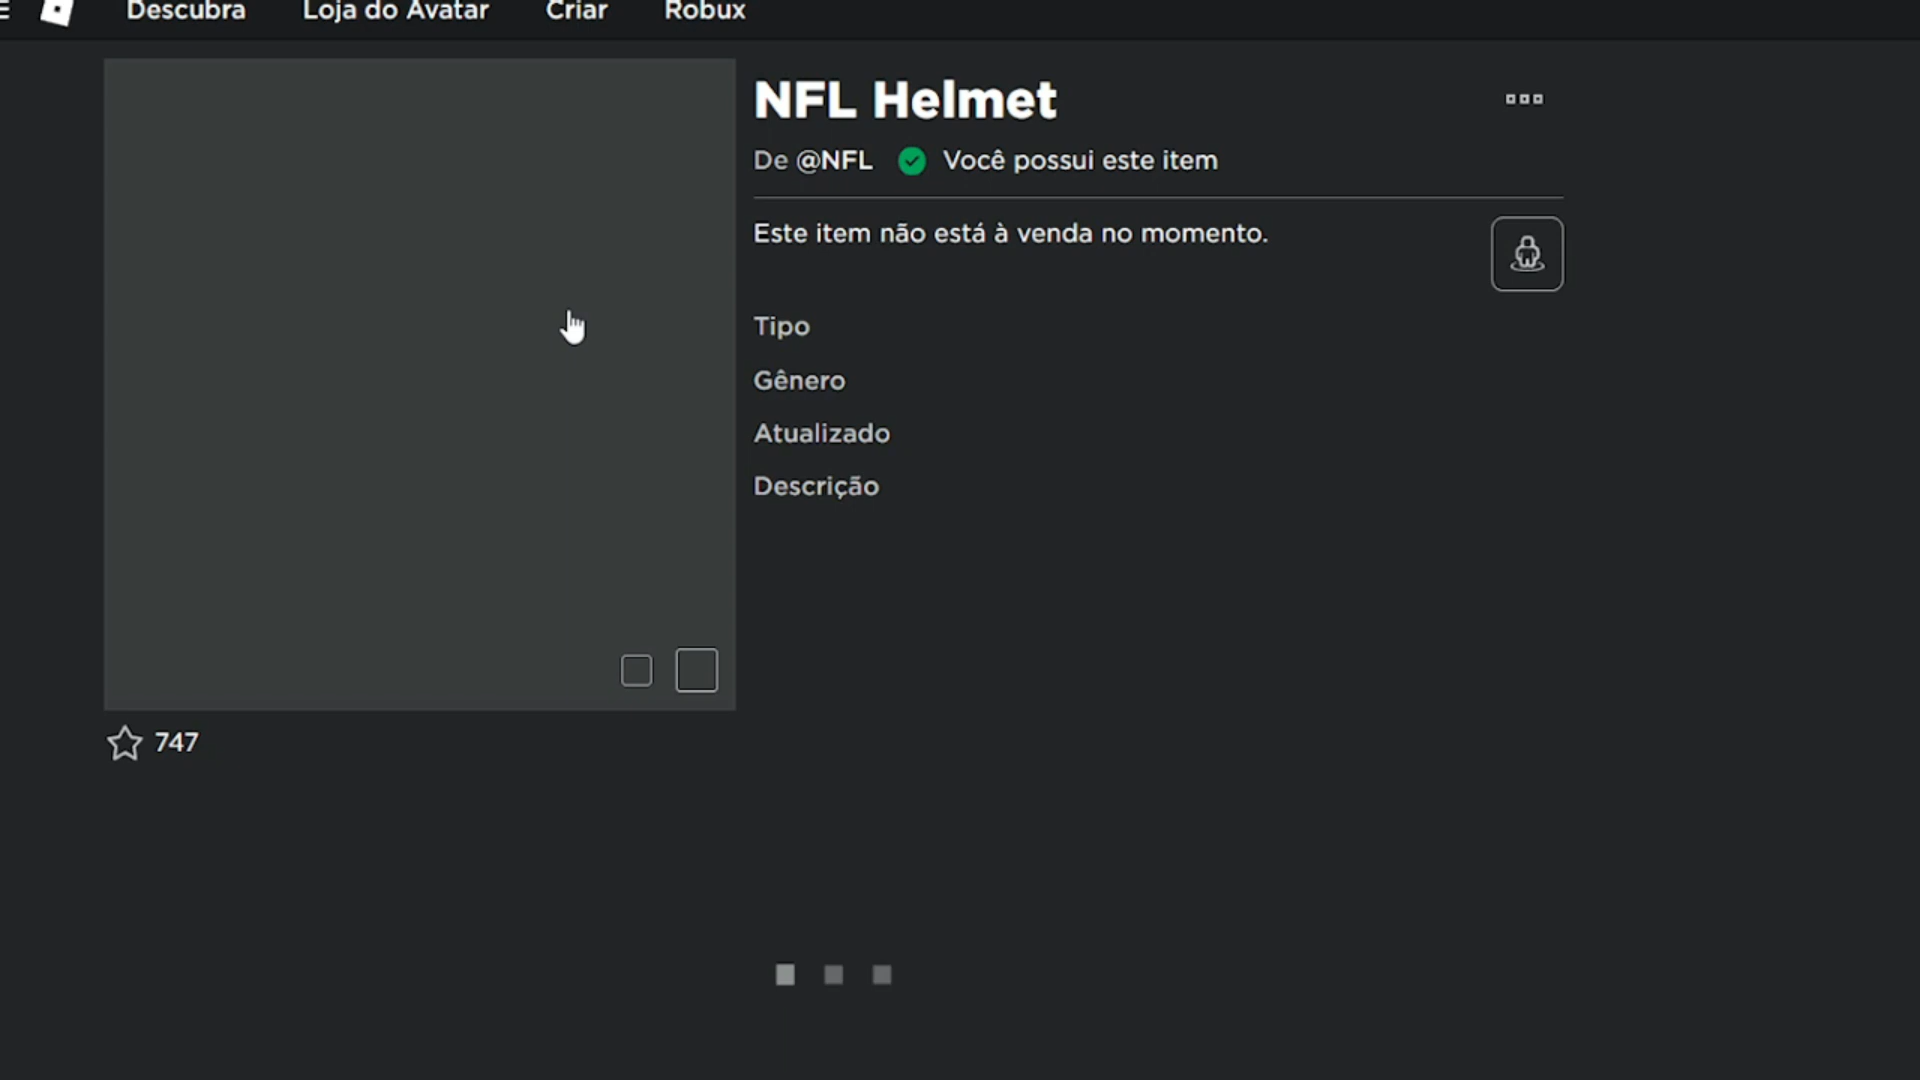 Descubra Loja do Avatar Criar Robux
NFL Helmet
De @NFL Você possui este item
Este item não está à venda no momento.
Tipo
Gênero
Atualizado
Descrição
747